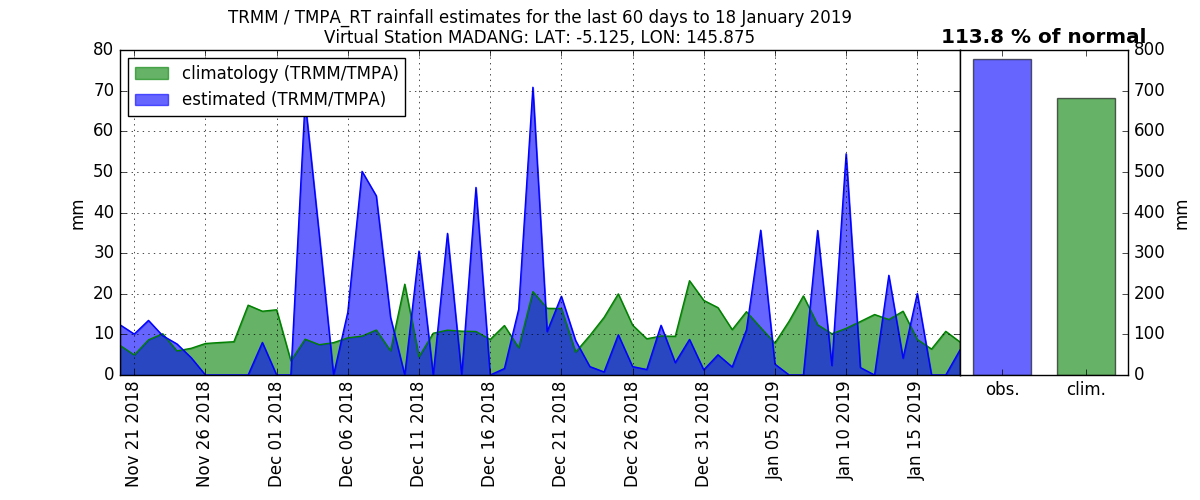 TRMM / TMPA_RT rainfall estimates for the last 60 days to 18 January 2019
Virtual Station MADANG: LAT: -5.125, LON: 145.875
113.8 % of normal
climatology (TRMM/TMPA)
estimated (TRMM/TMPA)
mm
80
70
60
50
40
30
20
10
0
Nov 21 2018
Nov 26 2018
Dec 01 2018
Dec 06 2018
Dec 11 2018
Dec 16 2018
Dec 21 2018
Dec 26 2018
Dec 31 2018
Jan 05 2019
Jan 10 2019
Jan 15 2019
obs.
clim.
800
700
600
500
400
300
200
100
0
mm